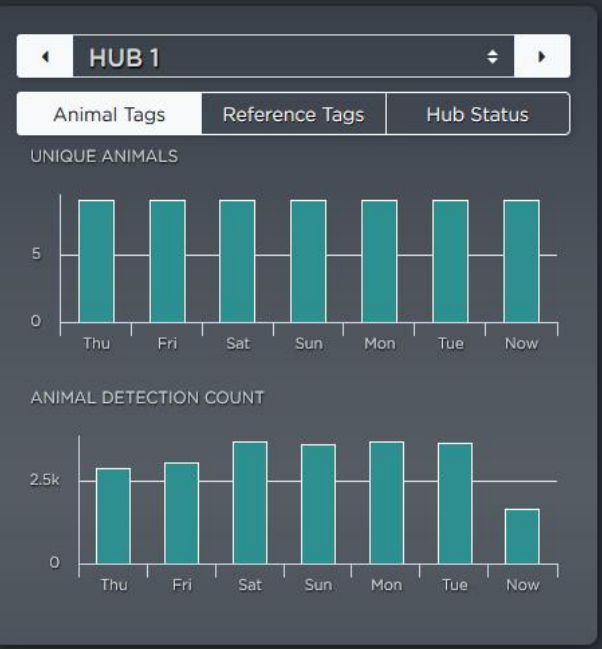 HUB 1
Animal Tags Reference Tags Hub Status
UNIQUE ANIMALS
5
0
Thu Fri Sat Sun Mon Tue Now
ANIMAL DETECTION COUNT
2.5k
0
Thu Fri Sat Sun Mon Tue Now